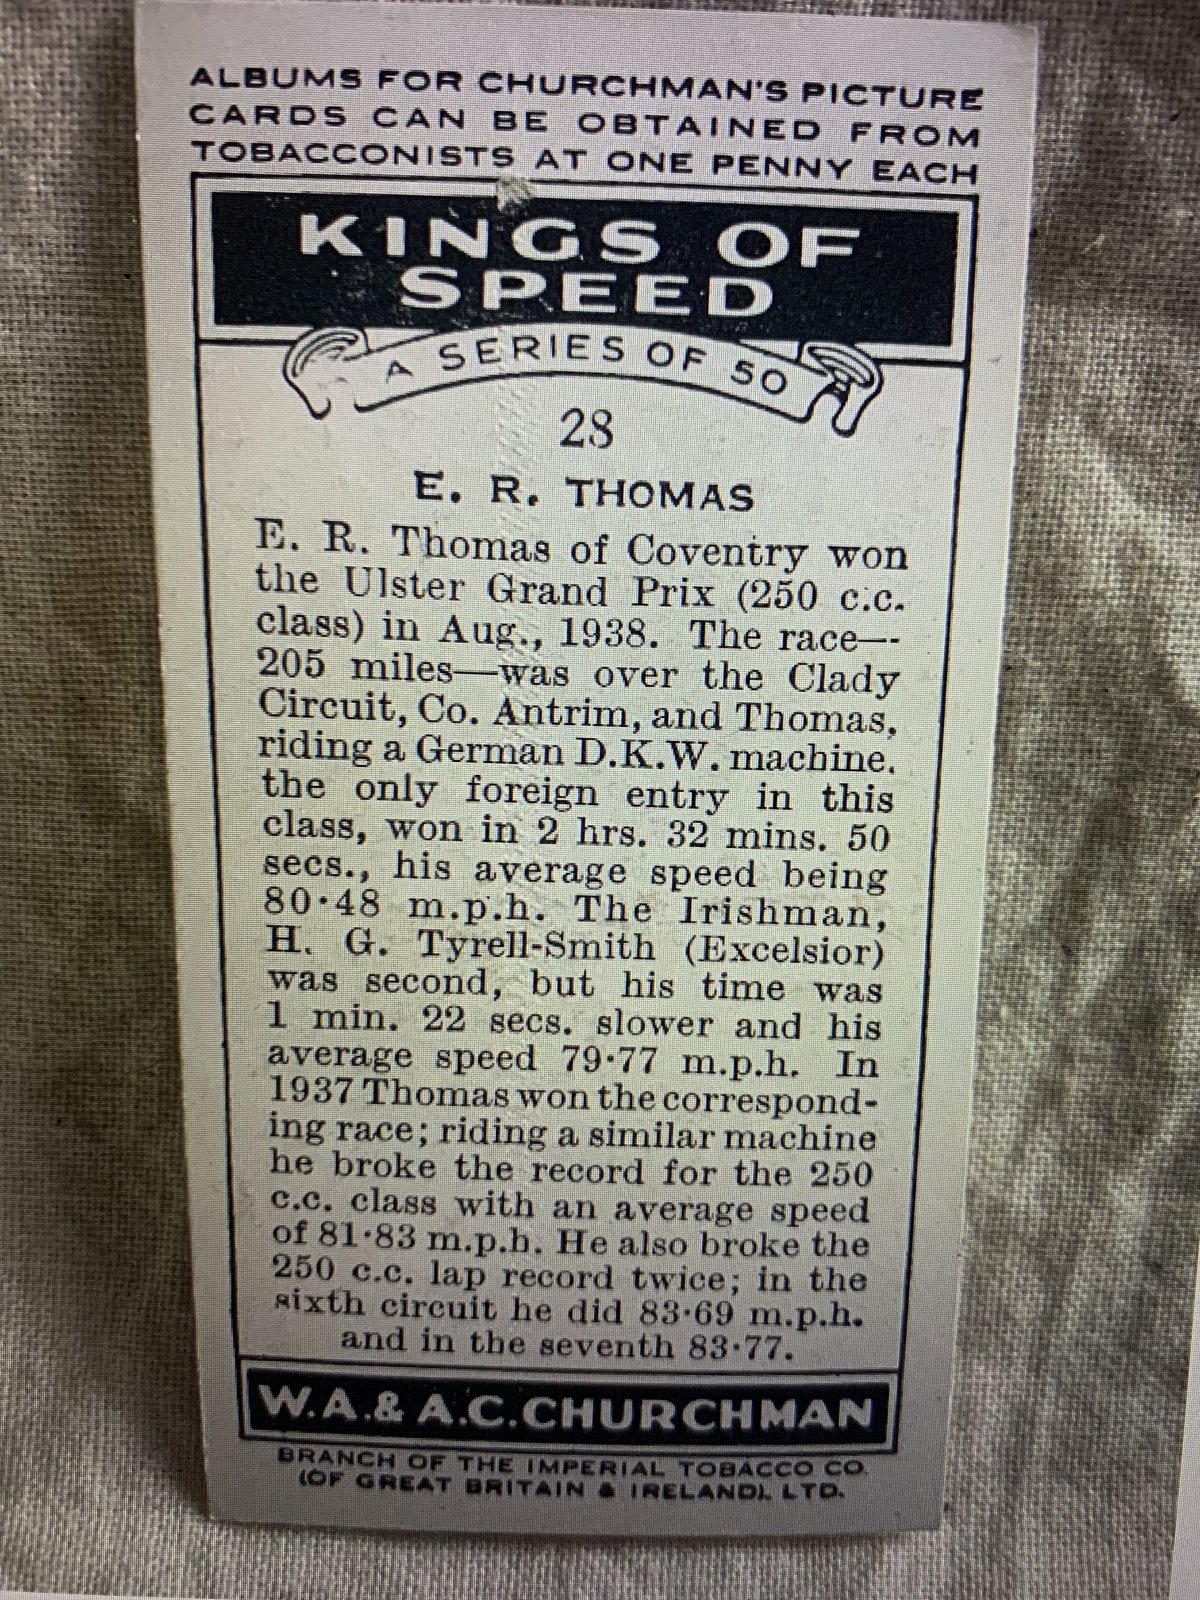 ALBUMS FOR CHURCHMAN'S PICTURE
CARDS CAN BE OBTAINED FROM
TOBACCONISTS AT ONE PENNY EACH
KINGS OF
SPEED
A SERIES OF 50
28
E. R. THOMAS
E. R. Thomas of Coventry won
the Ulster Grand Prix (250 c.c.
class) in Aug., 1938. The race—
205 miles—was over the Clady
Circuit, Co. Antrim, and Thomas,
riding a German D.K.W. machine.
the only foreign entry in this
class, won in 2 hrs. 32 mins. 50
secs., his average speed being
80·48 m.p.h. The Irishman,
H. G. Tyrell-Smith (Excelsior)
was second, but his time was
1 min. 22 secs. slower and his
average speed 79·77 m.p.h. In
1937 Thomas won the correspond-
ing race; riding a similar machine
he broke the record for the 250
c.c. class with an average speed
of 81·83 m.p.h. He also broke the
250 c.c. lap record twice; in the
sixth circuit he did 83·69 m.p.h.
and in the seventh 83·77.
W.A.& A.C.CHURCHMAN
BRANCH OF THE IMPERIAL TOBACCO CO.
(OF GREAT BRITAIN & IRELAND), LTD.